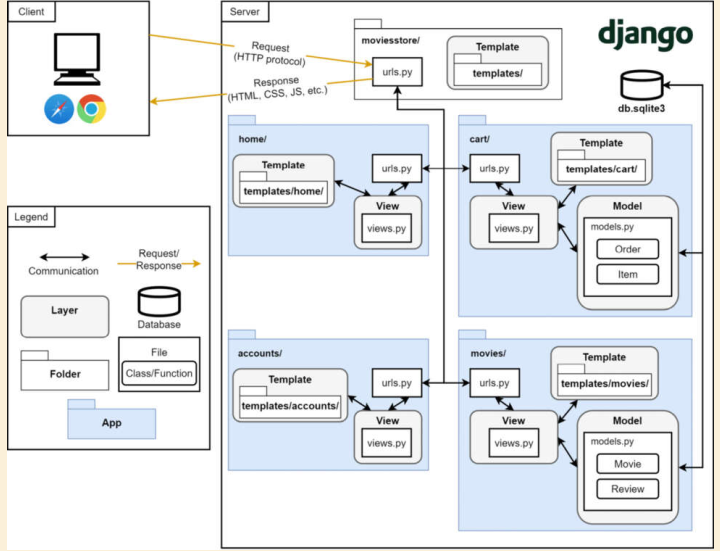 Client
Server
django
moviesstore/
urls.py
Template
templates/
Request
(HTTP protocol)
Response
(HTML, CSS, JS, etc.)
db.sqlite3
home/
Template
templates/home/
urls.py
View
views.py
cart/
urls.py
Template
templates/cart/
View
views.py
Model
models.py
Order
Item
Legend
Communication
Request/
Response
Layer
Database
Folder
File
Class/Function
App
accounts/
Template
templates/accounts/
urls.py
View
views.py
movies/
urls.py
Template
templates/movies/
View
views.py
Model
models.py
Movie
Review